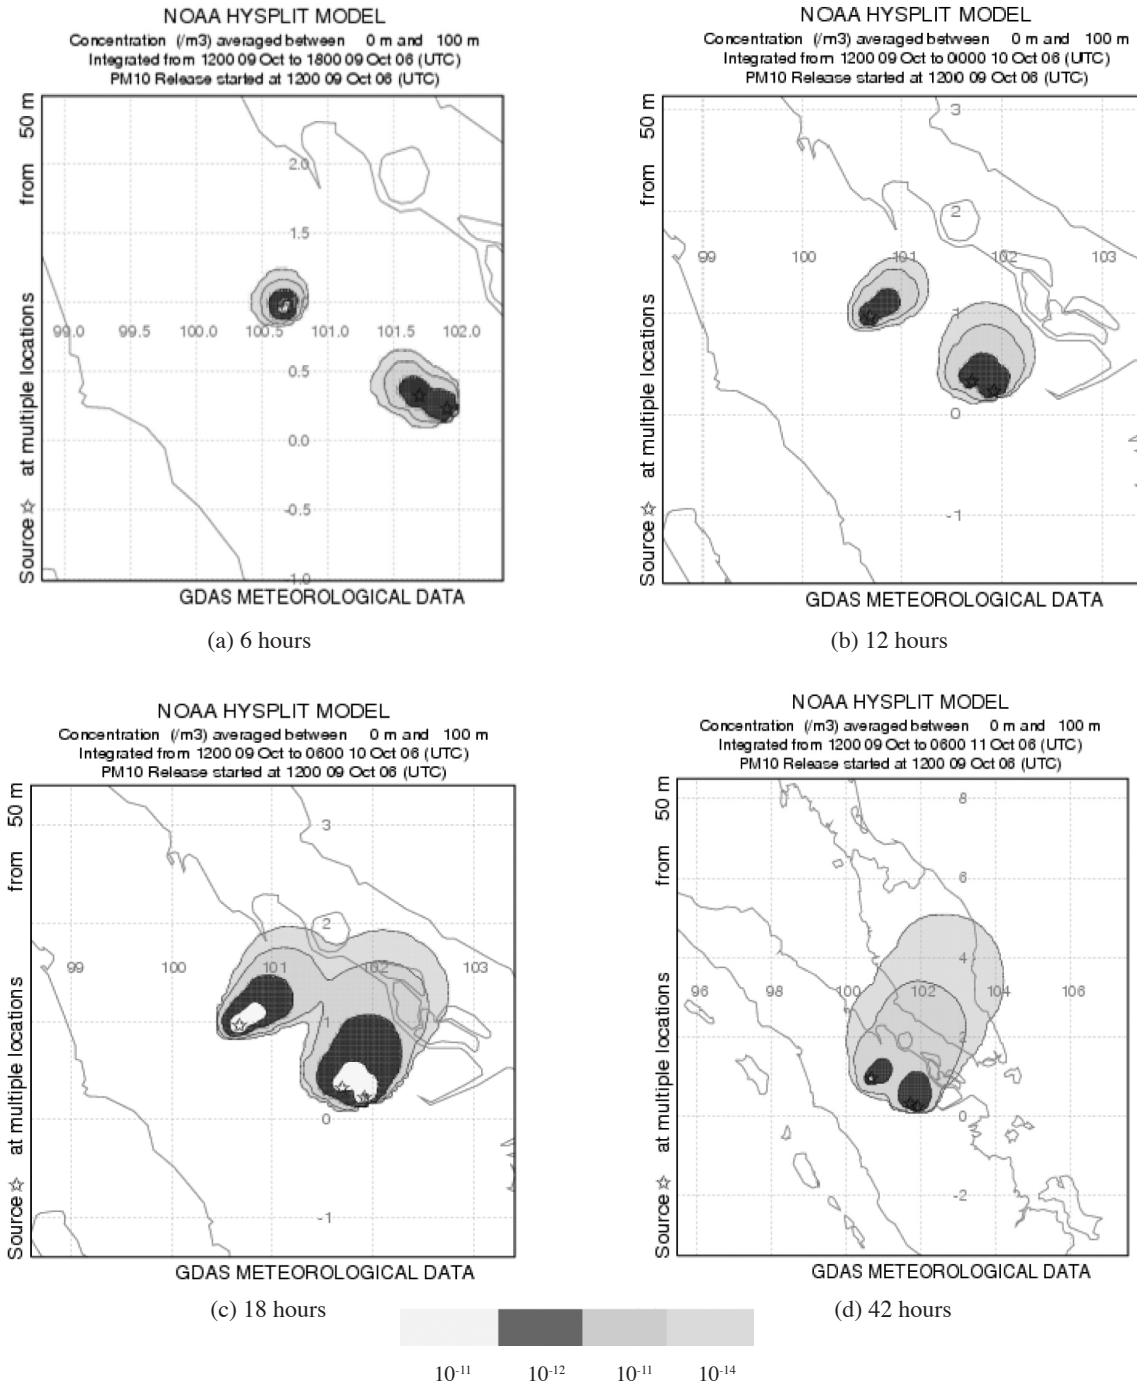 NOAA HYSPLIT MODEL
Concentration (/m3) averaged between 0 m and 100 m
Integrated from 1200 09 Oct to 1800 09 Oct 06 (UTC)
PM10 Release started at 1200 09 Oct 06 (UTC)
Source ☆ at multiple locations from 50 m
2.0
1.5
1.0
99.0 99.5 100.0 100.5 101.0 101.5 102.0
0.5
0.0
-0.5
-1.0
GDAS METEOROLOGICAL DATA
(a) 6 hours
NOAA HYSPLIT MODEL
Concentration (/m3) averaged between 0 m and 100 m
Integrated from 1200 09 Oct to 0000 10 Oct 06 (UTC)
PM10 Release started at 1200 09 Oct 06 (UTC)
Source ☆ at multiple locations from 50 m
3
2
99 100 101 102 103
1
0
-1
GDAS METEOROLOGICAL DATA
(b) 12 hours
NOAA HYSPLIT MODEL
Concentration (/m3) averaged between 0 m and 100 m
Integrated from 1200 09 Oct to 0600 10 Oct 06 (UTC)
PM10 Release started at 1200 09 Oct 06 (UTC)
Source ☆ at multiple locations from 50 m
3
2
99 100 101 102 103
1
0
-1
GDAS METEOROLOGICAL DATA
(c) 18 hours
NOAA HYSPLIT MODEL
Concentration (/m3) averaged between 0 m and 100 m
Integrated from 1200 09 Oct to 0600 11 Oct 06 (UTC)
PM10 Release started at 1200 09 Oct 06 (UTC)
Source ☆ at multiple locations from 50 m
8
6
4
96 98 100 102 104 106
2
0
-2
GDAS METEOROLOGICAL DATA
(d) 42 hours
10⁻¹¹ 10⁻¹² 10⁻¹¹ 10⁻¹⁴